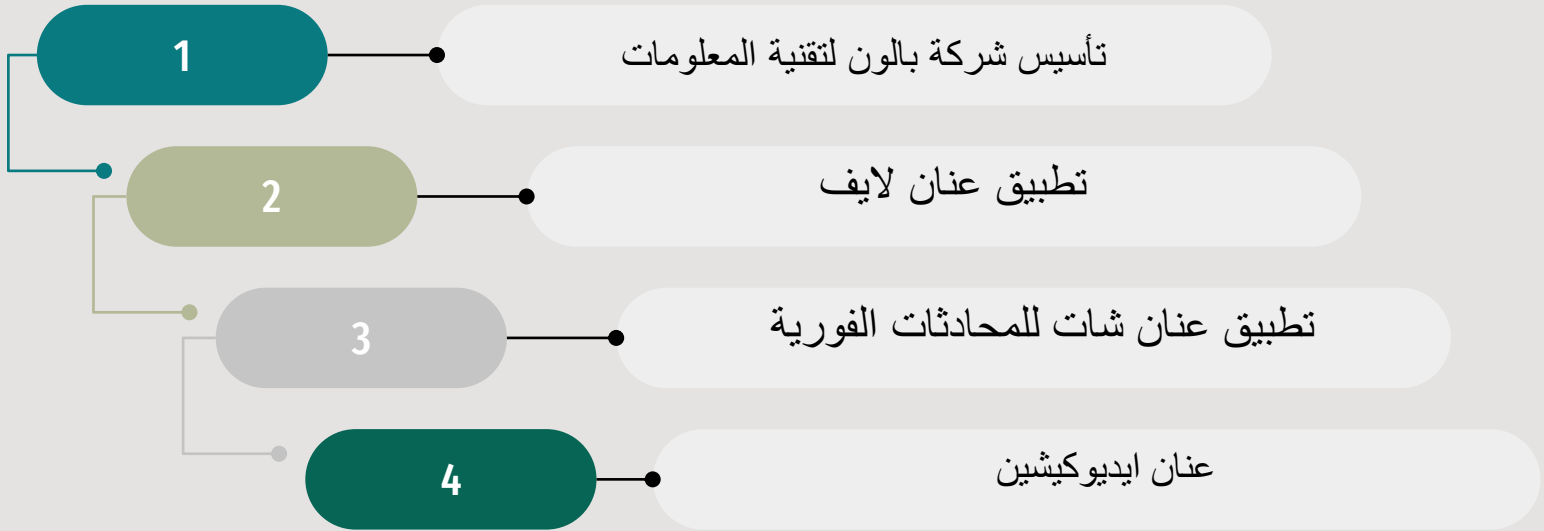 1
تأسيس شركة بالون لتقنية المعلومات
2
تطبيق عنان لايف
3
تطبيق عنان شات للمحادثات الفورية
4
عنان ايديوكيشين